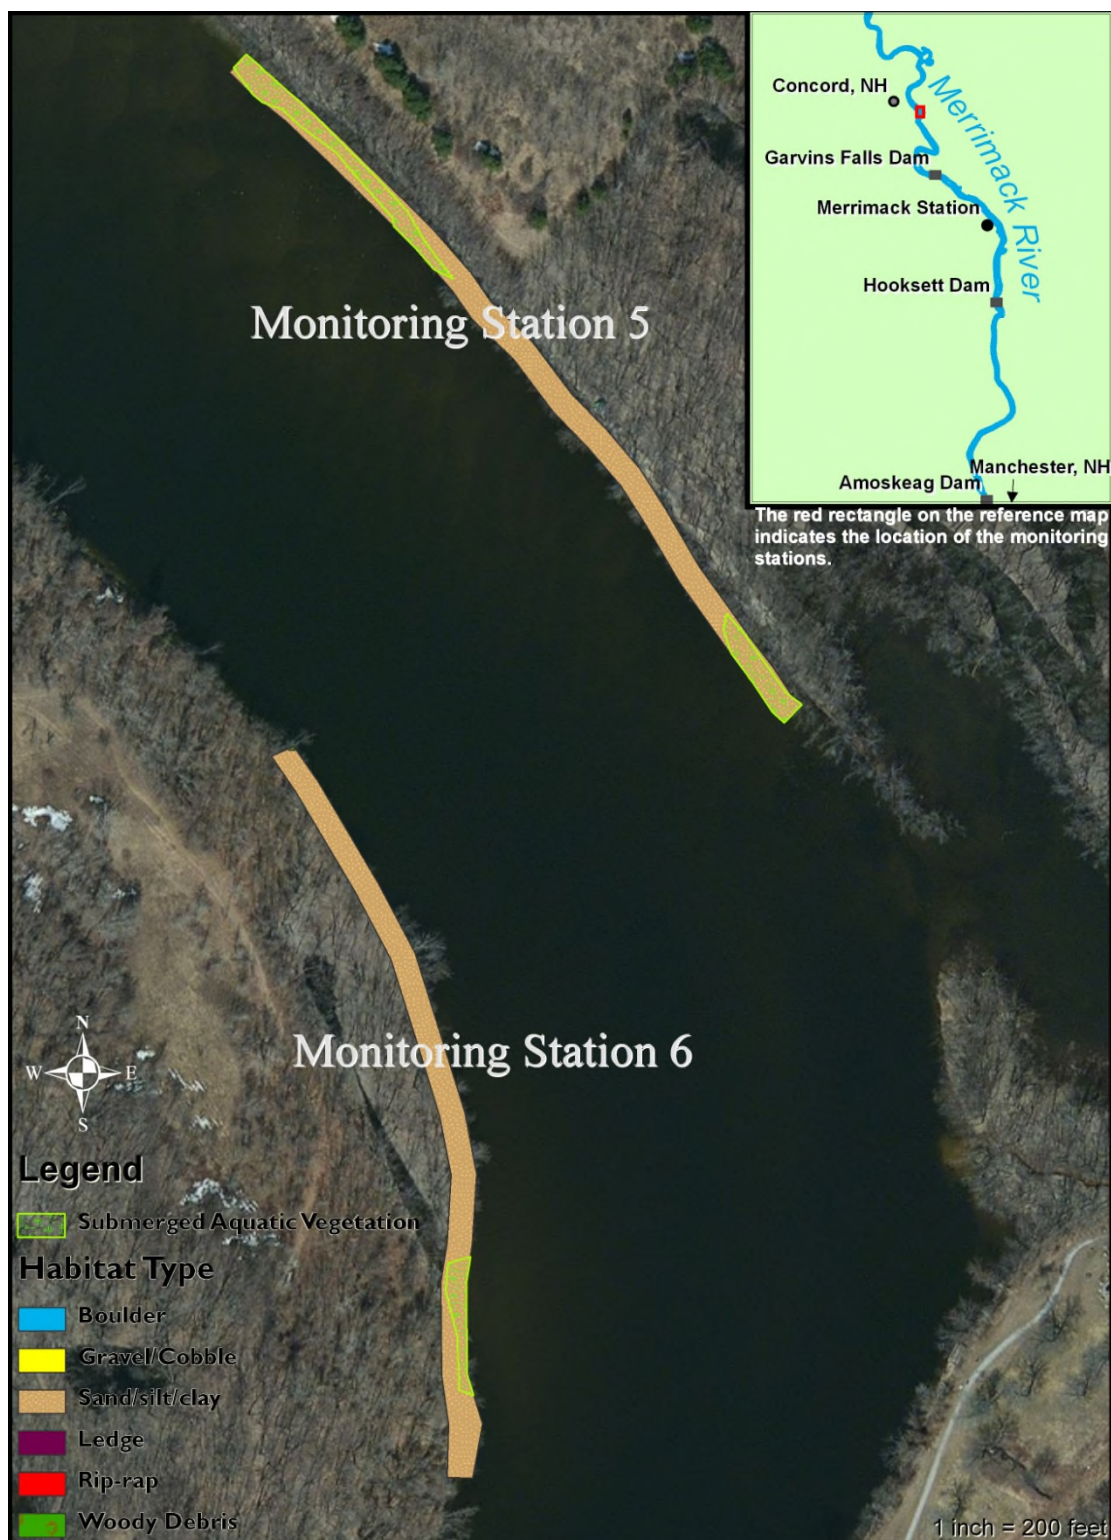 Concord, NH
Merrimack River
Garvins Falls Dam
Merrimack Station
Hooksett Dam
Manchester, NH
Amoskeag Dam
The red rectangle on the reference map
indicates the location of the monitoring
stations.
Monitoring Station 5
Monitoring Station 6
N
W E
S
Legend
Submerged Aquatic Vegetation
Habitat Type
Boulder
Gravel/Cobble
Sand/silt/clay
Ledge
Rip-rap
Woody Debris
1 inch = 200 feet